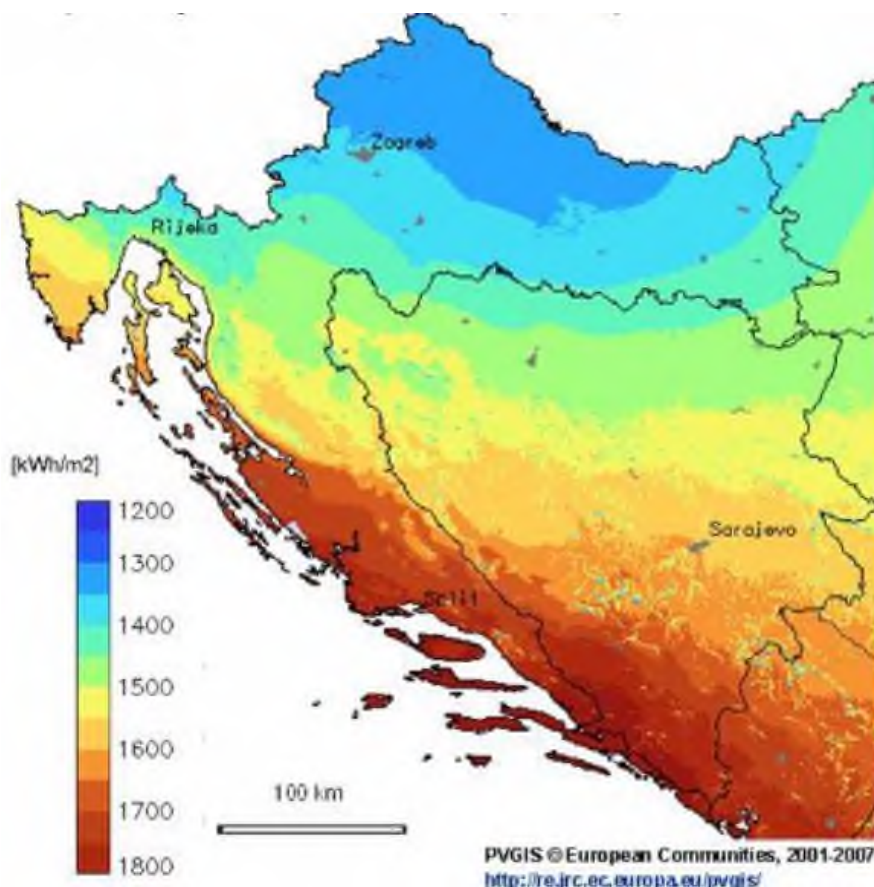 Zagreb
Rijeka
[kWh/m2]
1200
1300
1400
1500
1600
1700
1800
Sarajevo
Split
100 km
PVGIS © European Communities, 2001-2007
http://re.jrc.ec.europa.eu/pvgis/